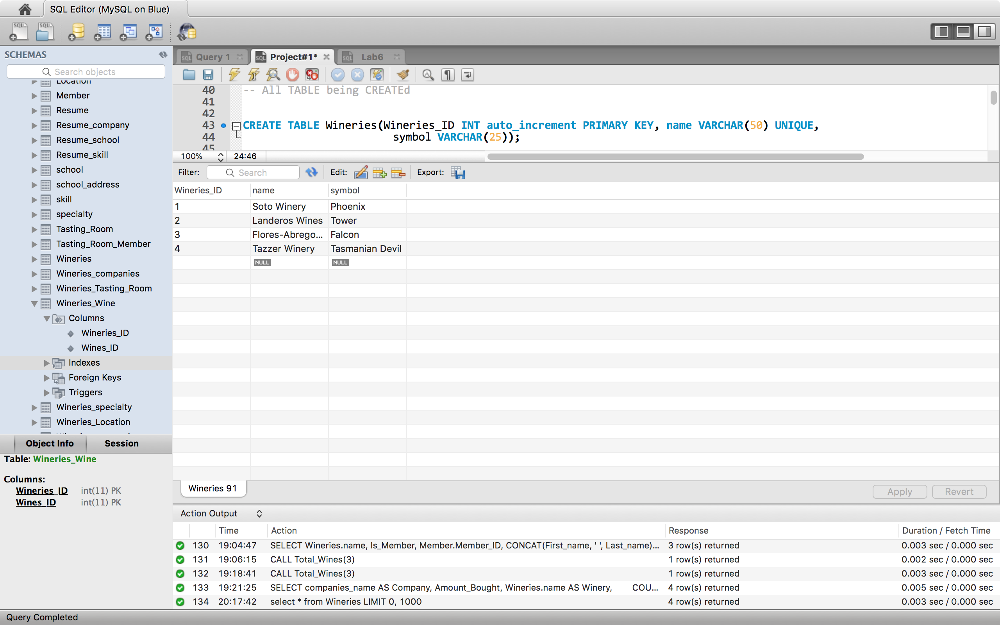 SQL Editor (MySQL on Blue)
SQL SQL
SCHEMAS
Search objects
Location
Member
Resume
Resume_company
Resume_school
Resume_skill
school
school_address
skill
specialty
Tasting_Room
Tasting_Room_Member
Wineries
Wineries_companies
Wineries_Tasting_Room
Wineries_Wine
Columns
Wineries_ID
Wines_ID
Indexes
Foreign Keys
Triggers
Wineries_specialty
Wineries_Location
Object Info Session
Table: Wineries_Wine
Columns:
Wineries_ID int(11) PK
Wines_ID int(11) PK
SQL Query 1 SQL Project#1* SQL Lab6
40 -- All TABLE being CREATEd
41
42
43 CREATE TABLE Wineries(Wineries_ID INT auto_increment PRIMARY KEY, name VARCHAR(50) UNIQUE,
44 symbol VARCHAR(25));
45
100% 24:46
Filter: Search Edit: Export:
Wineries_ID name symbol
1 Soto Winery Phoenix
2 Landeros Wines Tower
3 Flores-Abrego... Falcon
4 Tazzer Winery Tasmanian Devil
NULL NULL
Wineries 91 Apply Revert
Action Output
Time Action Response Duration / Fetch Time
130 19:04:47 SELECT Wineries.name, Is_Member, Member.Member_ID, CONCAT(First_name, ' ', Last_name)... 3 row(s) returned 0.003 sec / 0.000 sec
131 19:06:15 CALL Total_Wines(3) 1 row(s) returned 0.002 sec / 0.000 sec
132 19:18:41 CALL Total_Wines(3) 1 row(s) returned 0.003 sec / 0.000 sec
133 19:21:25 SELECT companies_name AS Company, Amount_Bought, Wineries.name AS Winery, COU... 4 row(s) returned 0.005 sec / 0.000 sec
134 20:17:42 select * from Wineries LIMIT 0, 1000 4 row(s) returned 0.003 sec / 0.000 sec
Query Completed